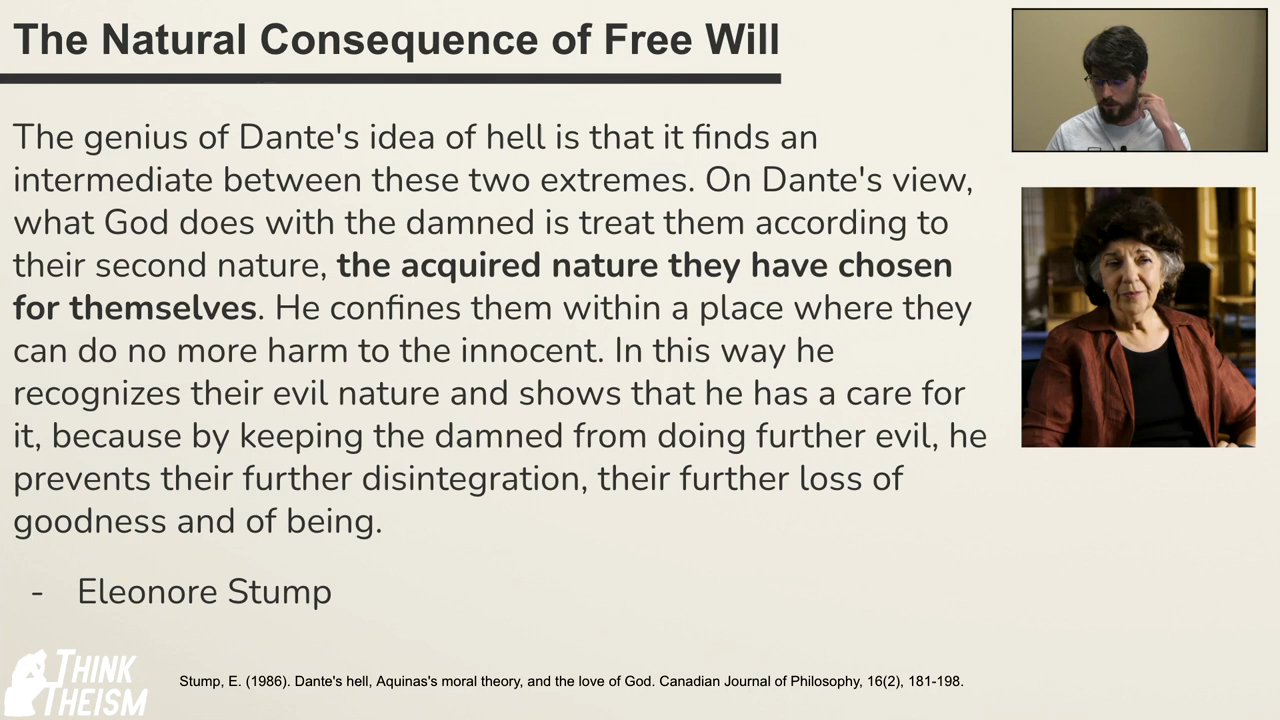 The Natural Consequence of Free Will
The genius of Dante's idea of hell is that it finds an
intermediate between these two extremes. On Dante's view,
what God does with the damned is treat them according to
their second nature, the acquired nature they have chosen
for themselves. He confines them within a place where they
can do no more harm to the innocent. In this way he
recognizes their evil nature and shows that he has a care for
it, because by keeping the damned from doing further evil, he
prevents their further disintegration, their further loss of
goodness and of being.
- Eleonore Stump
THINK
THEISM
Stump, E. (1986). Dante's hell, Aquinas's moral theory, and the love of God. Canadian Journal of Philosophy, 16(2), 181-198.